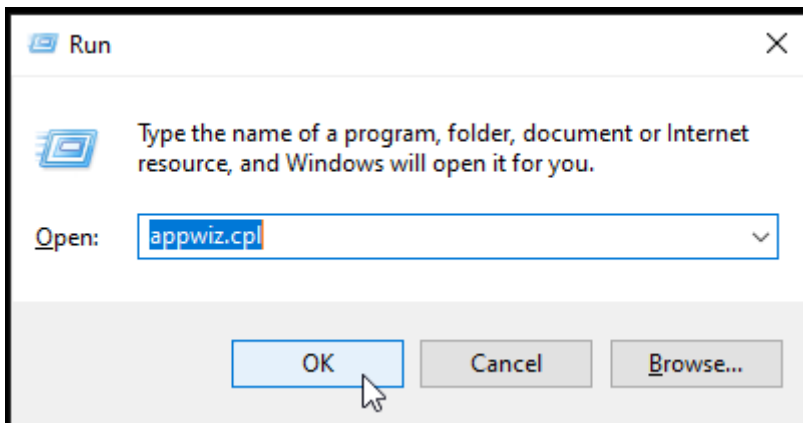 Run
Type the name of a program, folder, document or Internet
resource, and Windows will open it for you.
Open: appwiz.cpl
OK Cancel Browse...